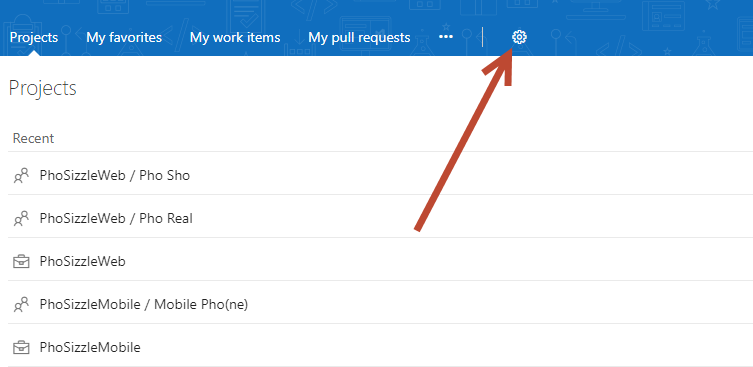 Projects My favorites My work items My pull requests ···
Projects
Recent
PhoSizzleWeb / Pho Sho
PhoSizzleWeb / Pho Real
PhoSizzleWeb
PhoSizzleMobile / Mobile Pho(ne)
PhoSizzleMobile